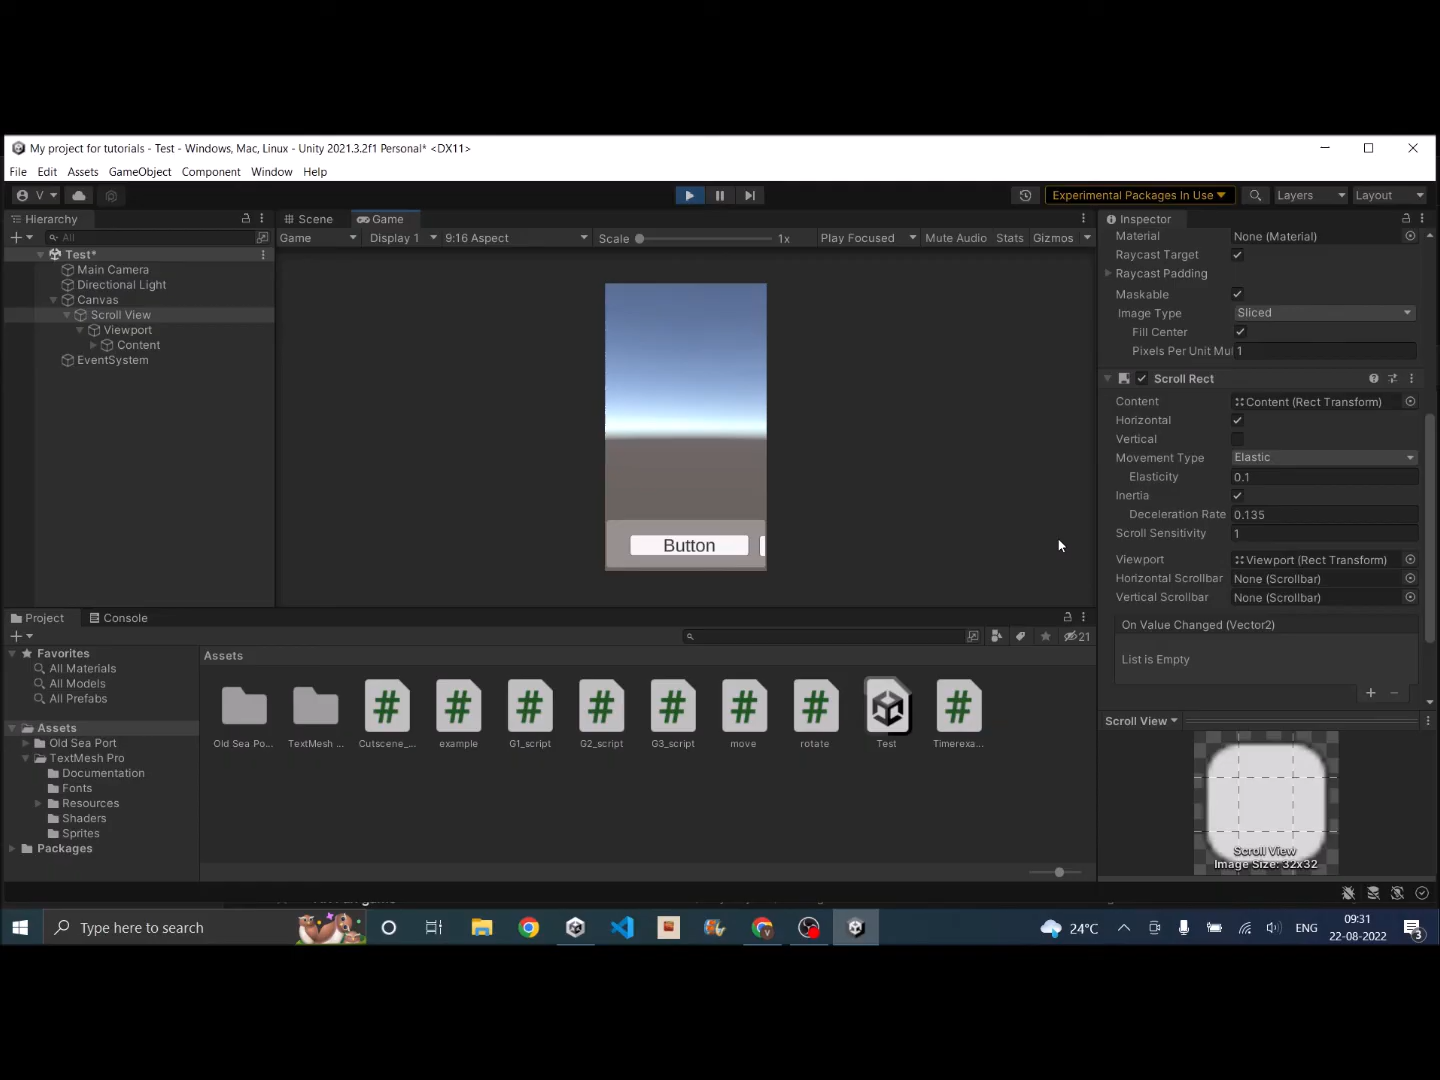 My project for tutorials - Test - Windows, Mac, Linux - Unity 2021.3.2f1 Personal* <DX11>
File Edit Assets GameObject Component Window Help
V Experimental Packages In Use Layers Layout
Hierarchy Scene Game Inspector
All Game Display 1 9:16 Aspect Scale 1x Play Focused Mute Audio Stats Gizmos
Test*
Main Camera
Directional Light
Canvas
Scroll View
Viewport
Content
EventSystem
Button
Material None (Material)
Raycast Target
Raycast Padding
Maskable
Image Type Sliced
Fill Center
Pixels Per Unit Mul 1
Scroll Rect
Content Content (Rect Transform)
Horizontal
Vertical
Movement Type Elastic
Elasticity 0.1
Inertia
Deceleration Rate 0.135
Scroll Sensitivity 1
Viewport Viewport (Rect Transform)
Horizontal Scrollbar None (Scrollbar)
Vertical Scrollbar None (Scrollbar)
On Value Changed (Vector2)
List is Empty
Scroll View
Scroll View
Image Size: 32x32
Project Console
21
Favorites
All Materials
All Models
All Prefabs
Assets
Old Sea Port
TextMesh Pro
Documentation
Fonts
Resources
Shaders
Sprites
Packages
Assets
Old Sea Po... TextMesh ... Cutscene_... example G1_script G2_script G3_script move rotate Test Timerexa...
Type here to search
24°C ENG 09:31
22-08-2022
3